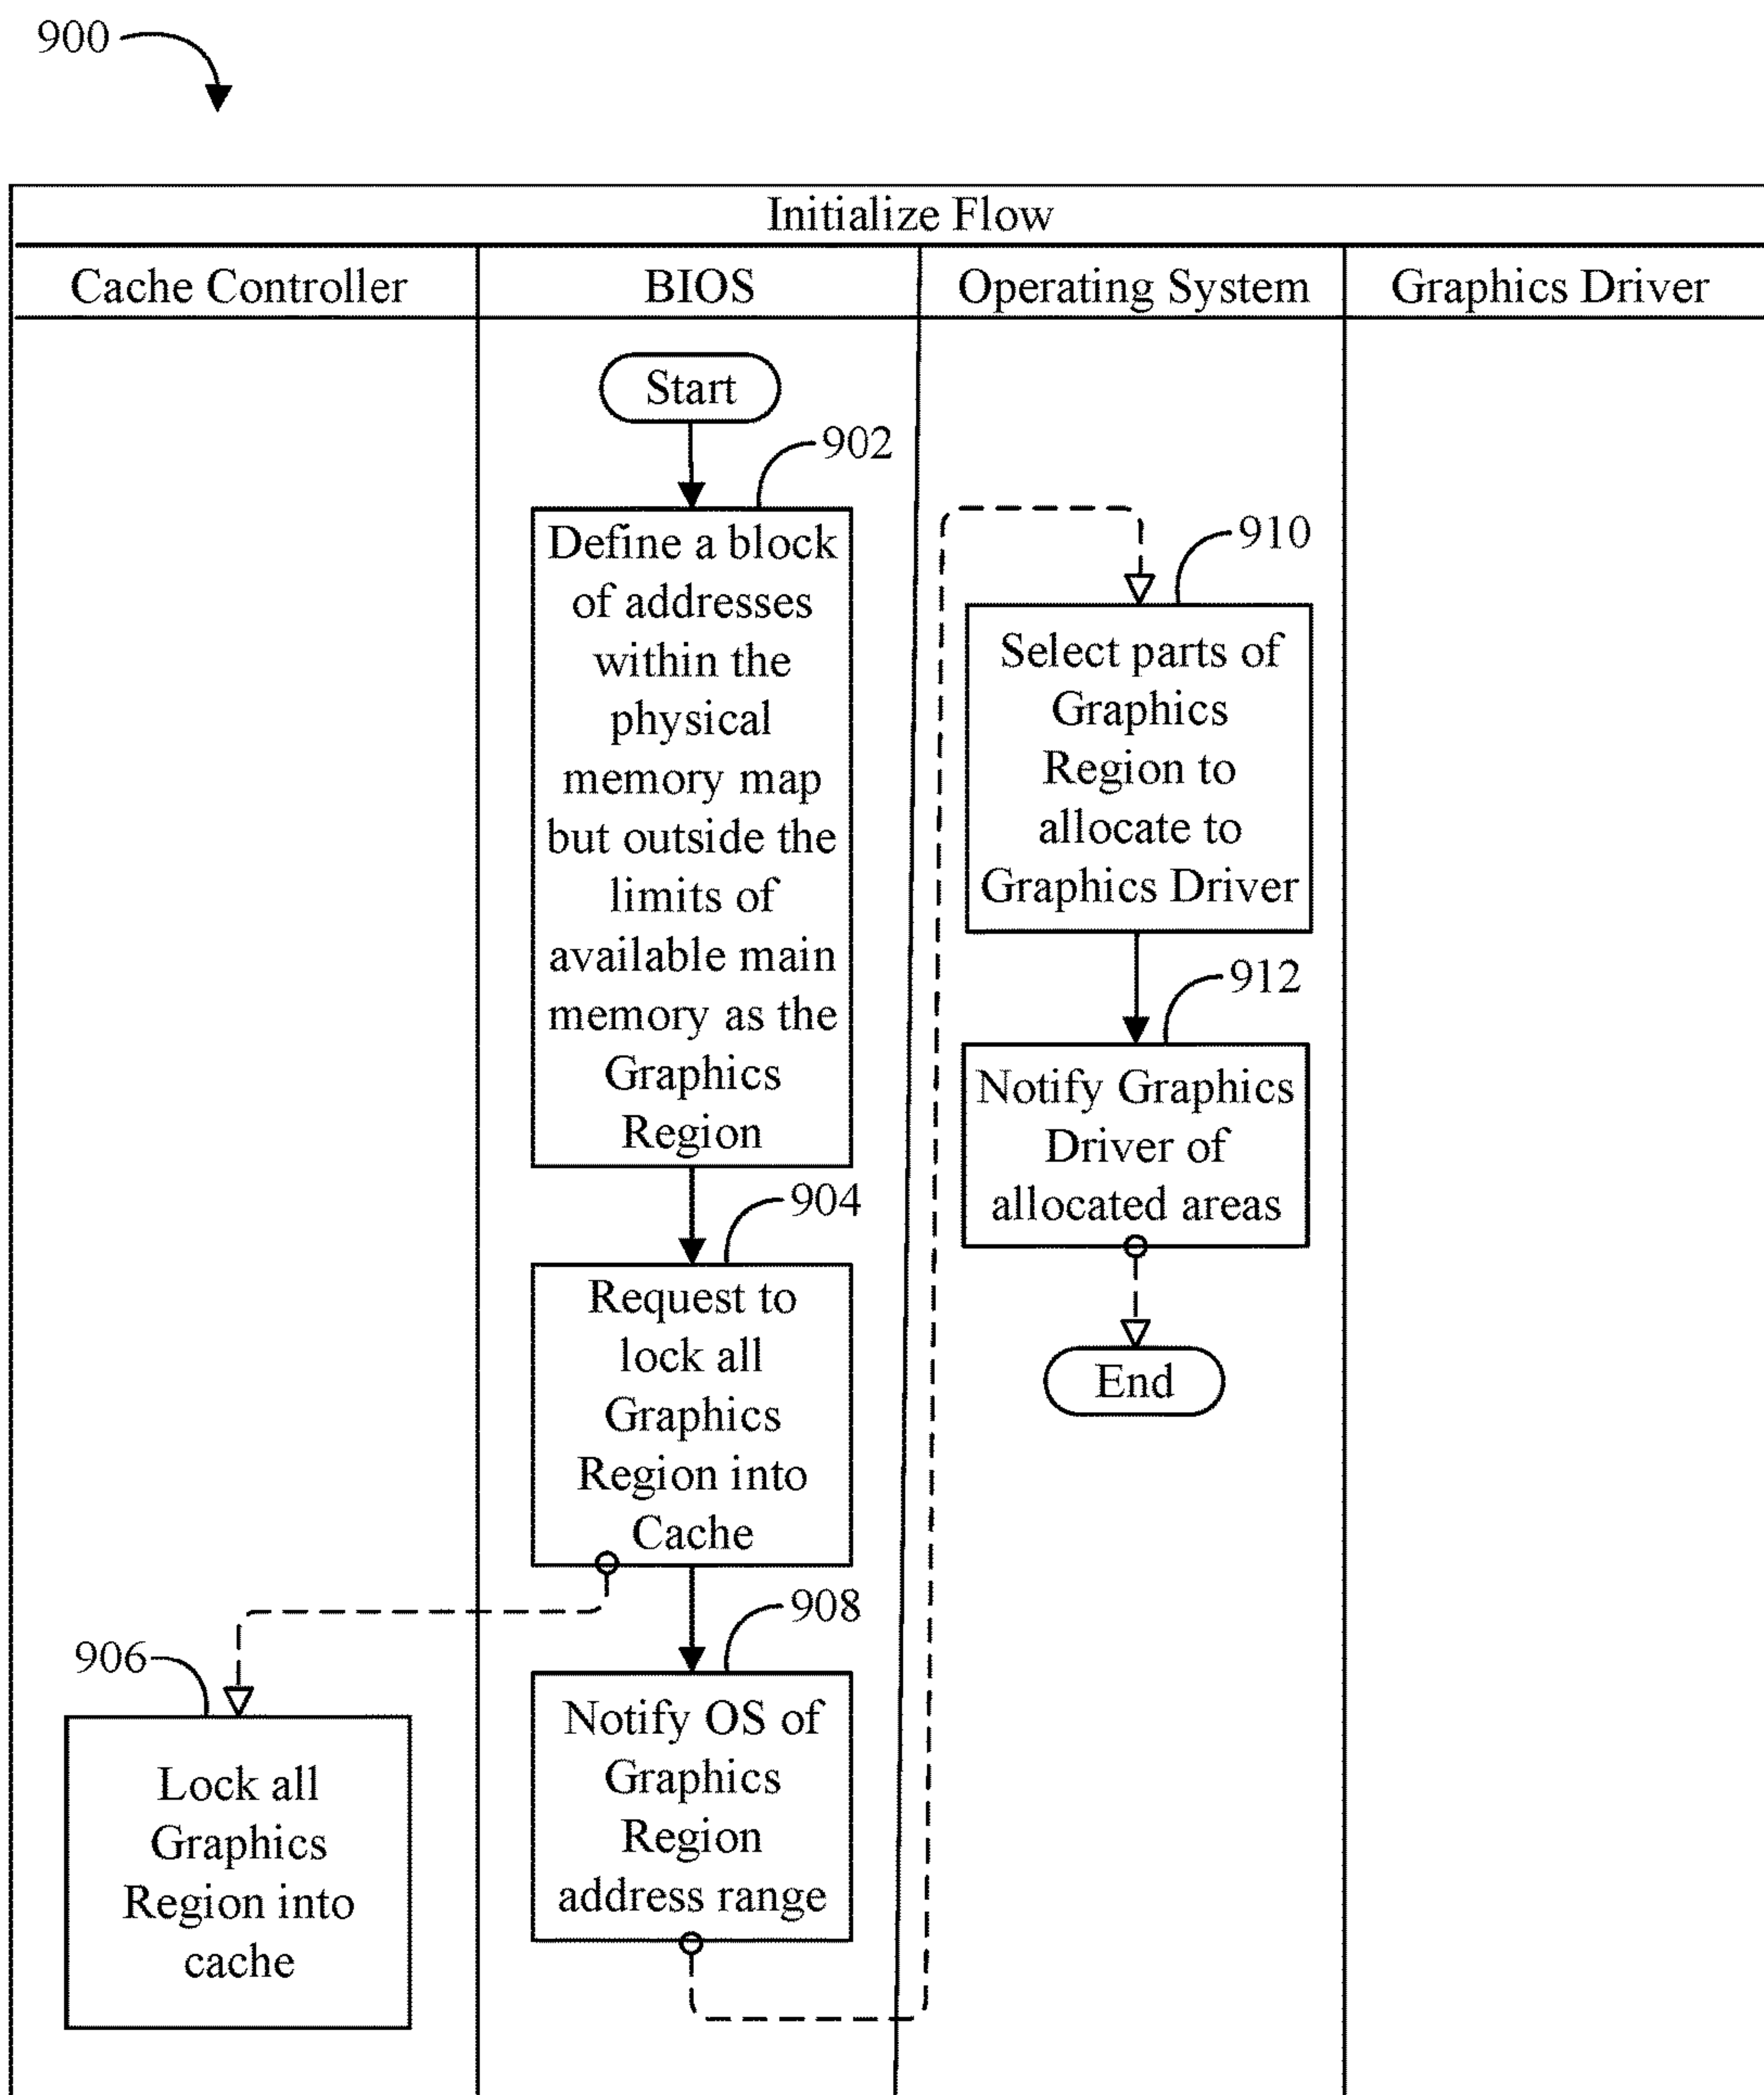 900
Initialize Flow
Cache Controller
BIOS
Operating System
Graphics Driver
Start
902
Define a block
of addresses
within the
physical
memory map
but outside the
limits of
available main
memory as the
Graphics
Region
904
Request to
lock all
Graphics
Region into
Cache
906
Lock all
Graphics
Region into
cache
908
Notify OS of
Graphics
Region
address range
910
Select parts of
Graphics
Region to
allocate to
Graphics Driver
912
Notify Graphics
Driver of
allocated areas
End